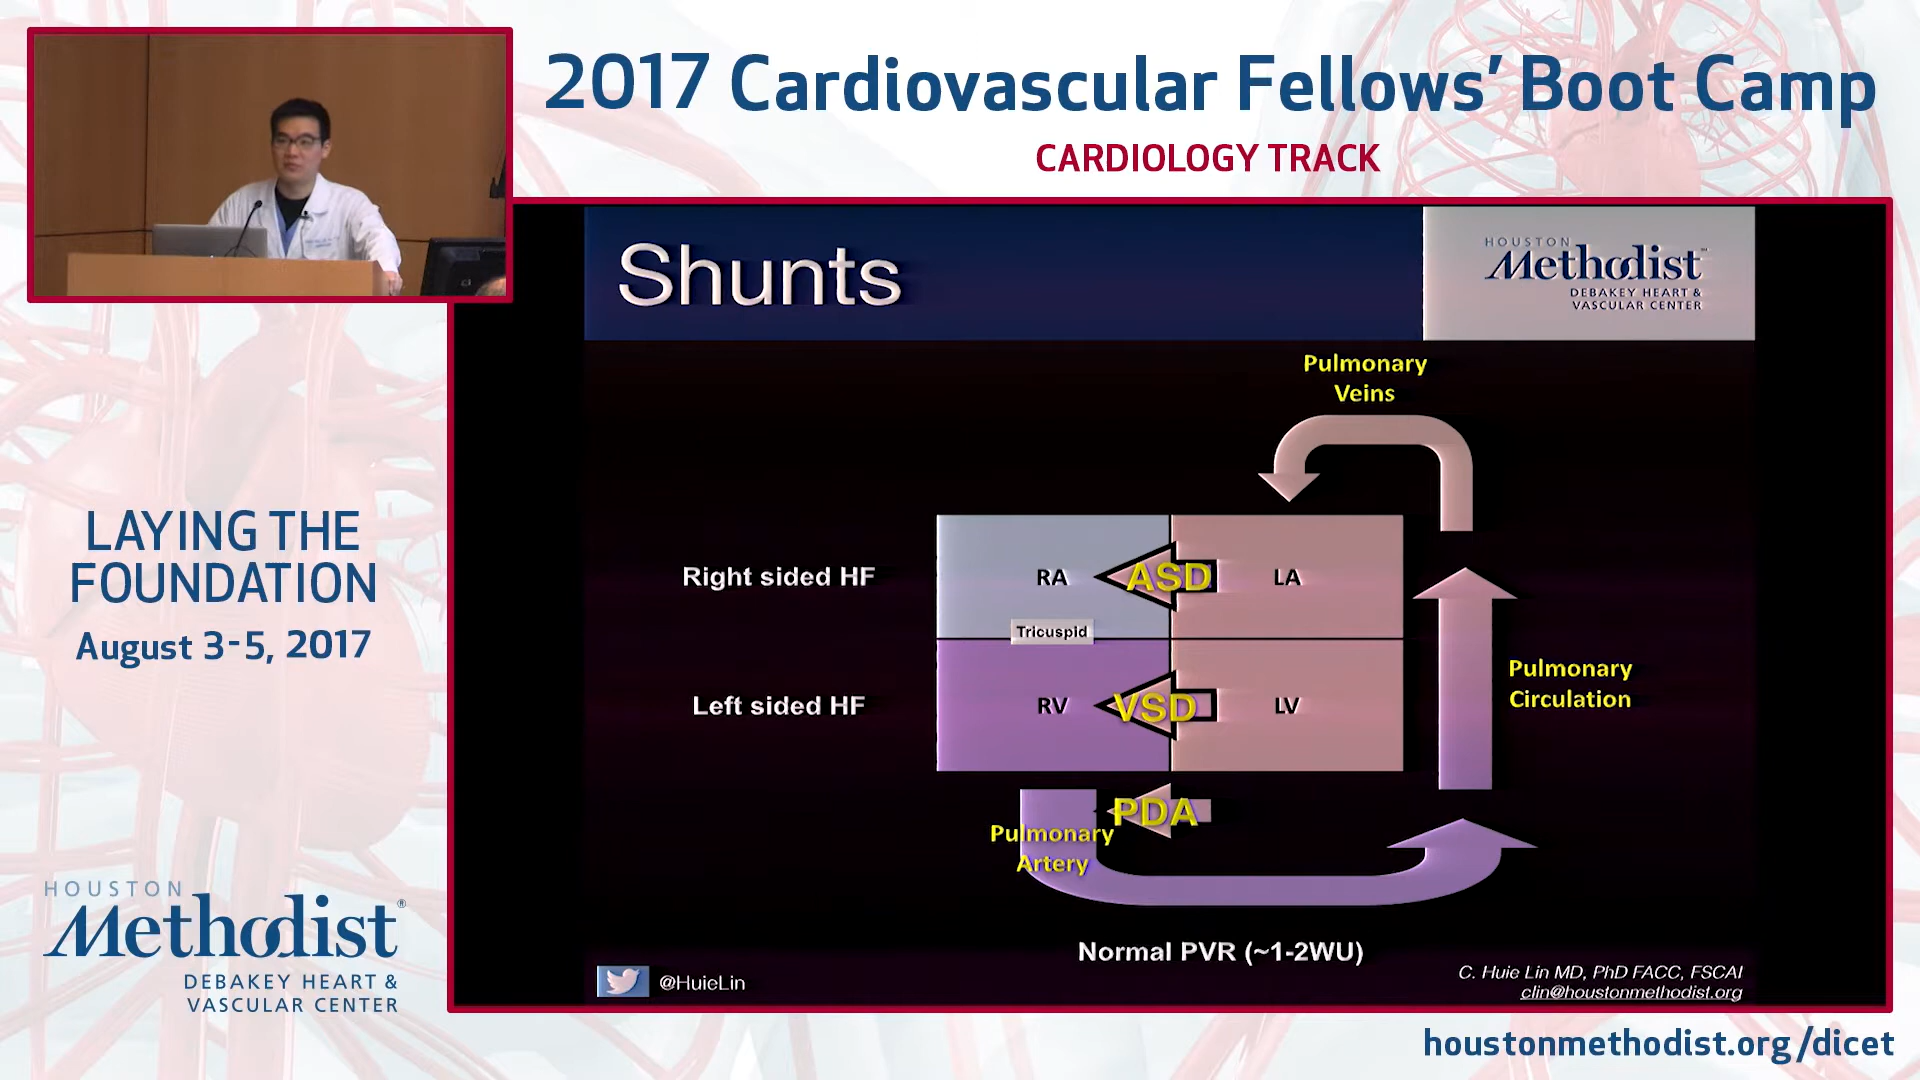 2017 Cardiovascular Fellows' Boot Camp
CARDIOLOGY TRACK
Shunts
HOUSTON
Methodist
DEBAKEY HEART &
VASCULAR CENTER
Pulmonary
Veins
Right sided HF
RA
ASD
LA
Tricuspid
Left sided HF
RV
VSD
LV
Pulmonary
Circulation
PDA
Pulmonary
Artery
Normal PVR (~1-2WU)
@HuieLin
C. Huie Lin MD, PhD FACC, FSCAI
clin@houstonmethodist.org
LAYING THE
FOUNDATION
August 3-5, 2017
HOUSTON
Methodist®
DEBAKEY HEART &
VASCULAR CENTER
houstonmethodist.org/dicet